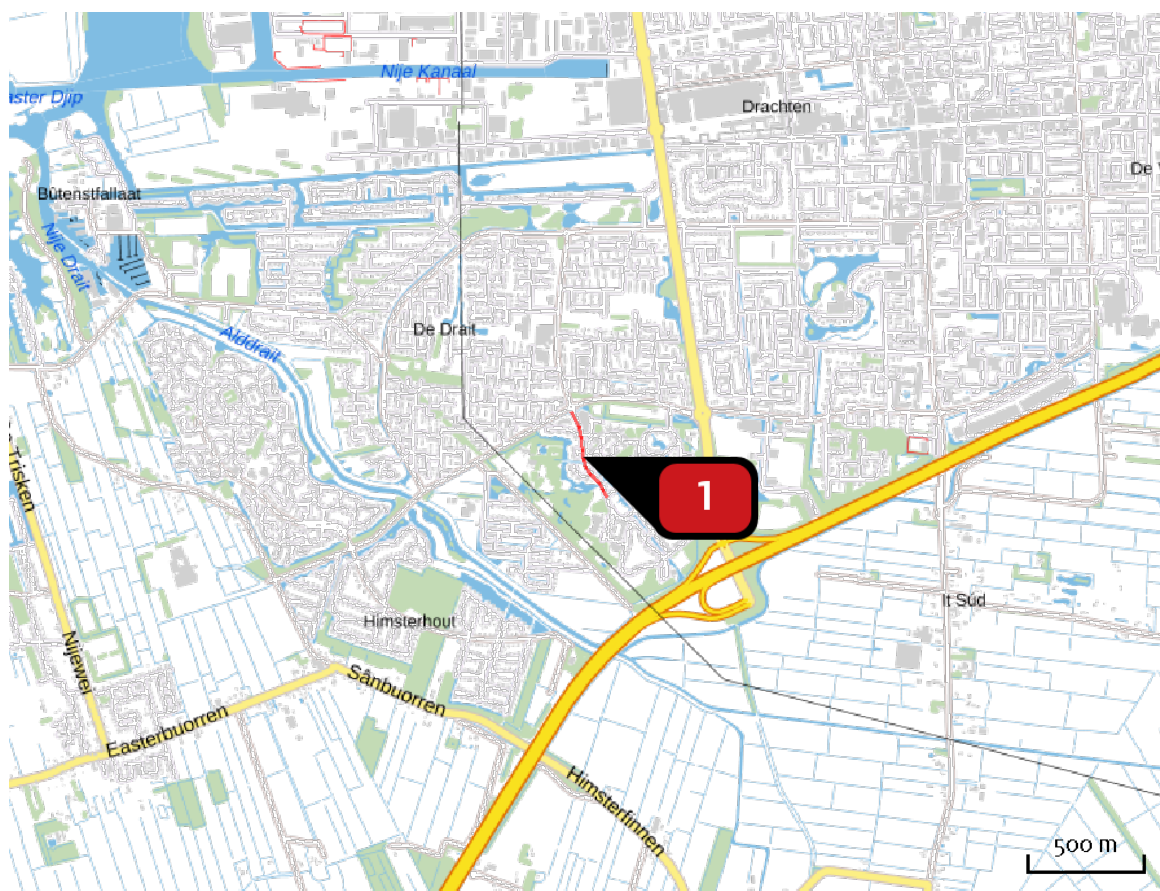 Nije Kanaal
aster Djip
Drachten
Bûtenstfallaat
De
Nije Drait
De Drait
Alddrait
Trisken
1
It Súd
Himsterhout
Nijewei
Sânbuorren
Easterbuorren
Himsterfinnen
500 m